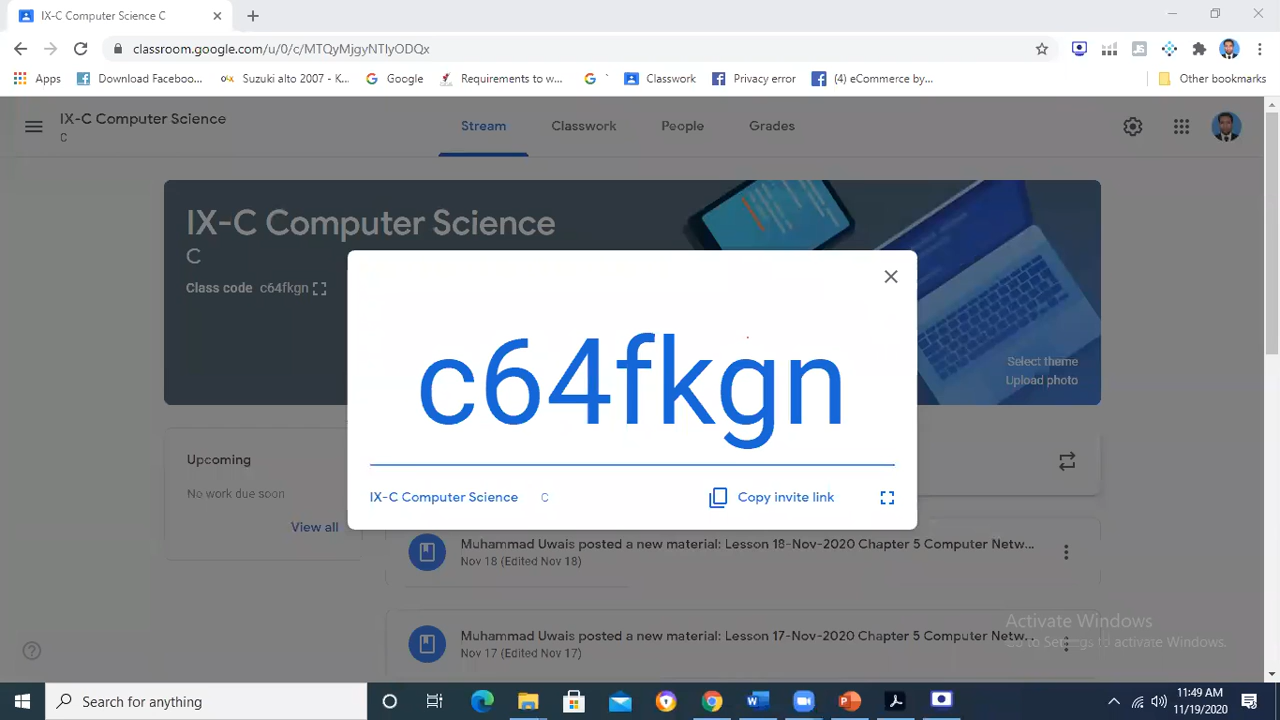 IX-C Computer Science C
classroom.google.com/u/0/c/MTQyMjgyNTIyODQx
Apps
Download Faceboo...
Suzuki alto 2007 - K...
Google
Requirements to w...
Classwork
Privacy error
(4) eCommerce by...
Other bookmarks
IX-C Computer Science
C
Stream
Classwork
People
Grades
IX-C Computer Science
C
Class code c64fkgn
Select theme
Upload photo
c64fkgn
IX-C Computer Science C
Copy invite link
Upcoming
No work due soon
View all
Muhammad Uwais posted a new material: Lesson 18-Nov-2020 Chapter 5 Computer Netw...
Nov 18 (Edited Nov 18)
Muhammad Uwais posted a new material: Lesson 17-Nov-2020 Chapter 5 Computer Netw...
Nov 17 (Edited Nov 17)
Activate Windows
Go to Settings to activate Windows.
Search for anything
11:49 AM
11/19/2020